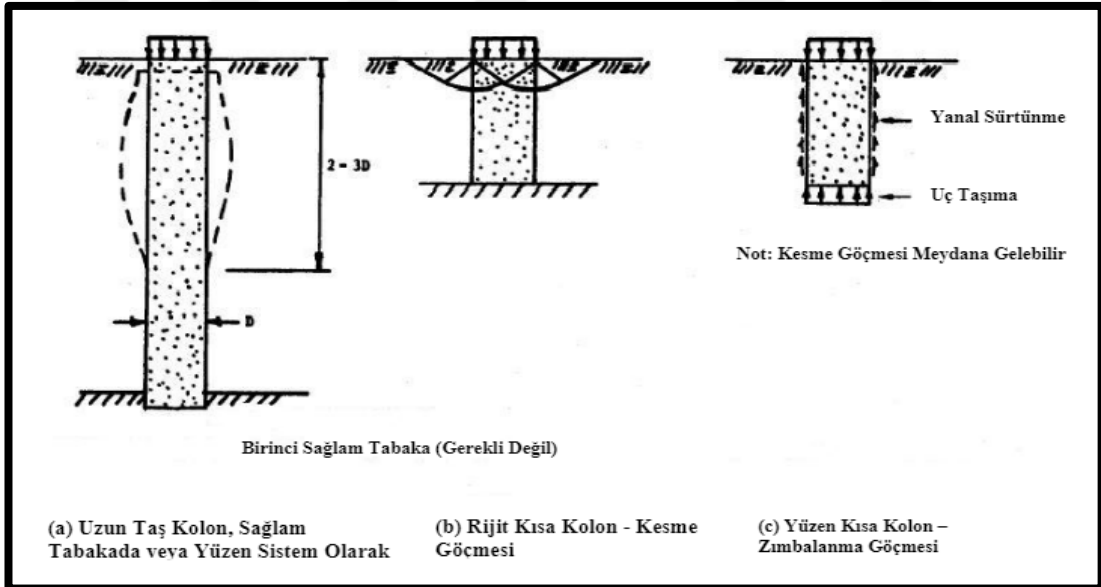 2 - 3D
D
Yanal Sürtünme
Uç Taşıma
Not: Kesme Göçmesi Meydana Gelebilir
Birinci Sağlam Tabaka (Gerekli Değil)
(a) Uzun Taş Kolon, Sağlam
Tabakada veya Yüzen Sistem Olarak
(b) Rijit Kısa Kolon - Kesme
Göçmesi
(c) Yüzen Kısa Kolon –
Zımbalanma Göçmesi